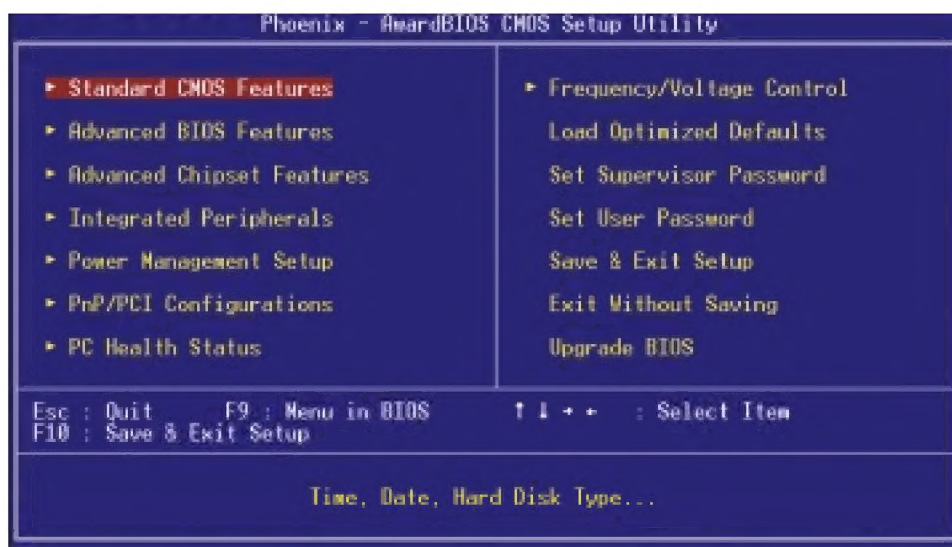 Phoenix - AwardBIOS CMOS Setup Utility
► Standard CMOS Features
► Advanced BIOS Features
► Advanced Chipset Features
► Integrated Peripherals
► Power Management Setup
► PnP/PCI Configurations
► PC Health Status
► Frequency/Voltage Control
Load Optimized Defaults
Set Supervisor Password
Set User Password
Save & Exit Setup
Exit Without Saving
Upgrade BIOS
Esc : Quit F9 : Menu in BIOS ↑ ↓ → ← : Select Item
F10 : Save & Exit Setup
Time, Date, Hard Disk Type...